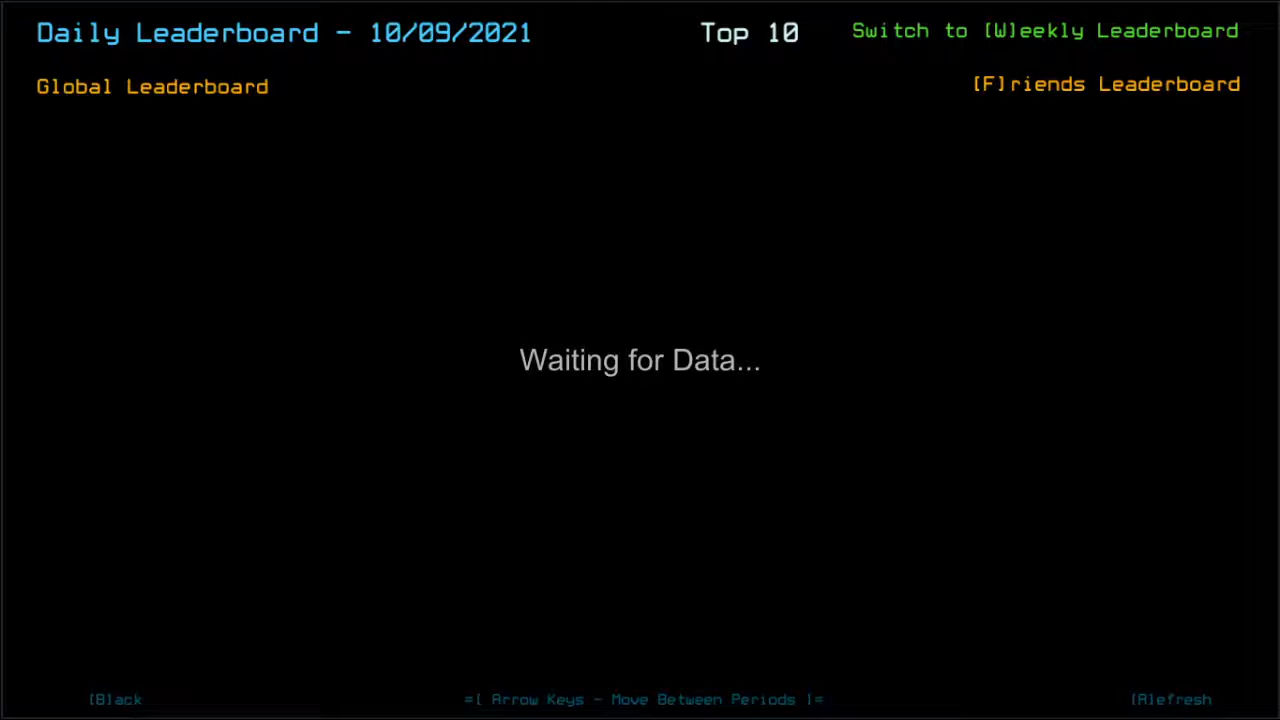 Daily Leaderboard - 10/09/2021
Top 10
Switch to [W]eekly Leaderboard
Global Leaderboard
[F]riends Leaderboard
Waiting for Data...
[B]ack
=[ Arrow Keys - Move Between Periods ]=
[R]efresh